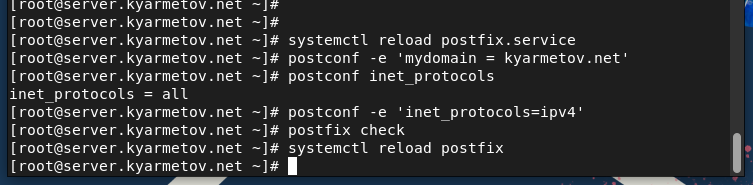 [root@server.kyarmetov.net ~]#
[root@server.kyarmetov.net ~]#
[root@server.kyarmetov.net ~]# systemctl reload postfix.service
[root@server.kyarmetov.net ~]# postconf -e 'mydomain = kyarmetov.net'
[root@server.kyarmetov.net ~]# postconf inet_protocols
inet_protocols = all
[root@server.kyarmetov.net ~]# postconf -e 'inet_protocols=ipv4'
[root@server.kyarmetov.net ~]# postfix check
[root@server.kyarmetov.net ~]# systemctl reload postfix
[root@server.kyarmetov.net ~]#